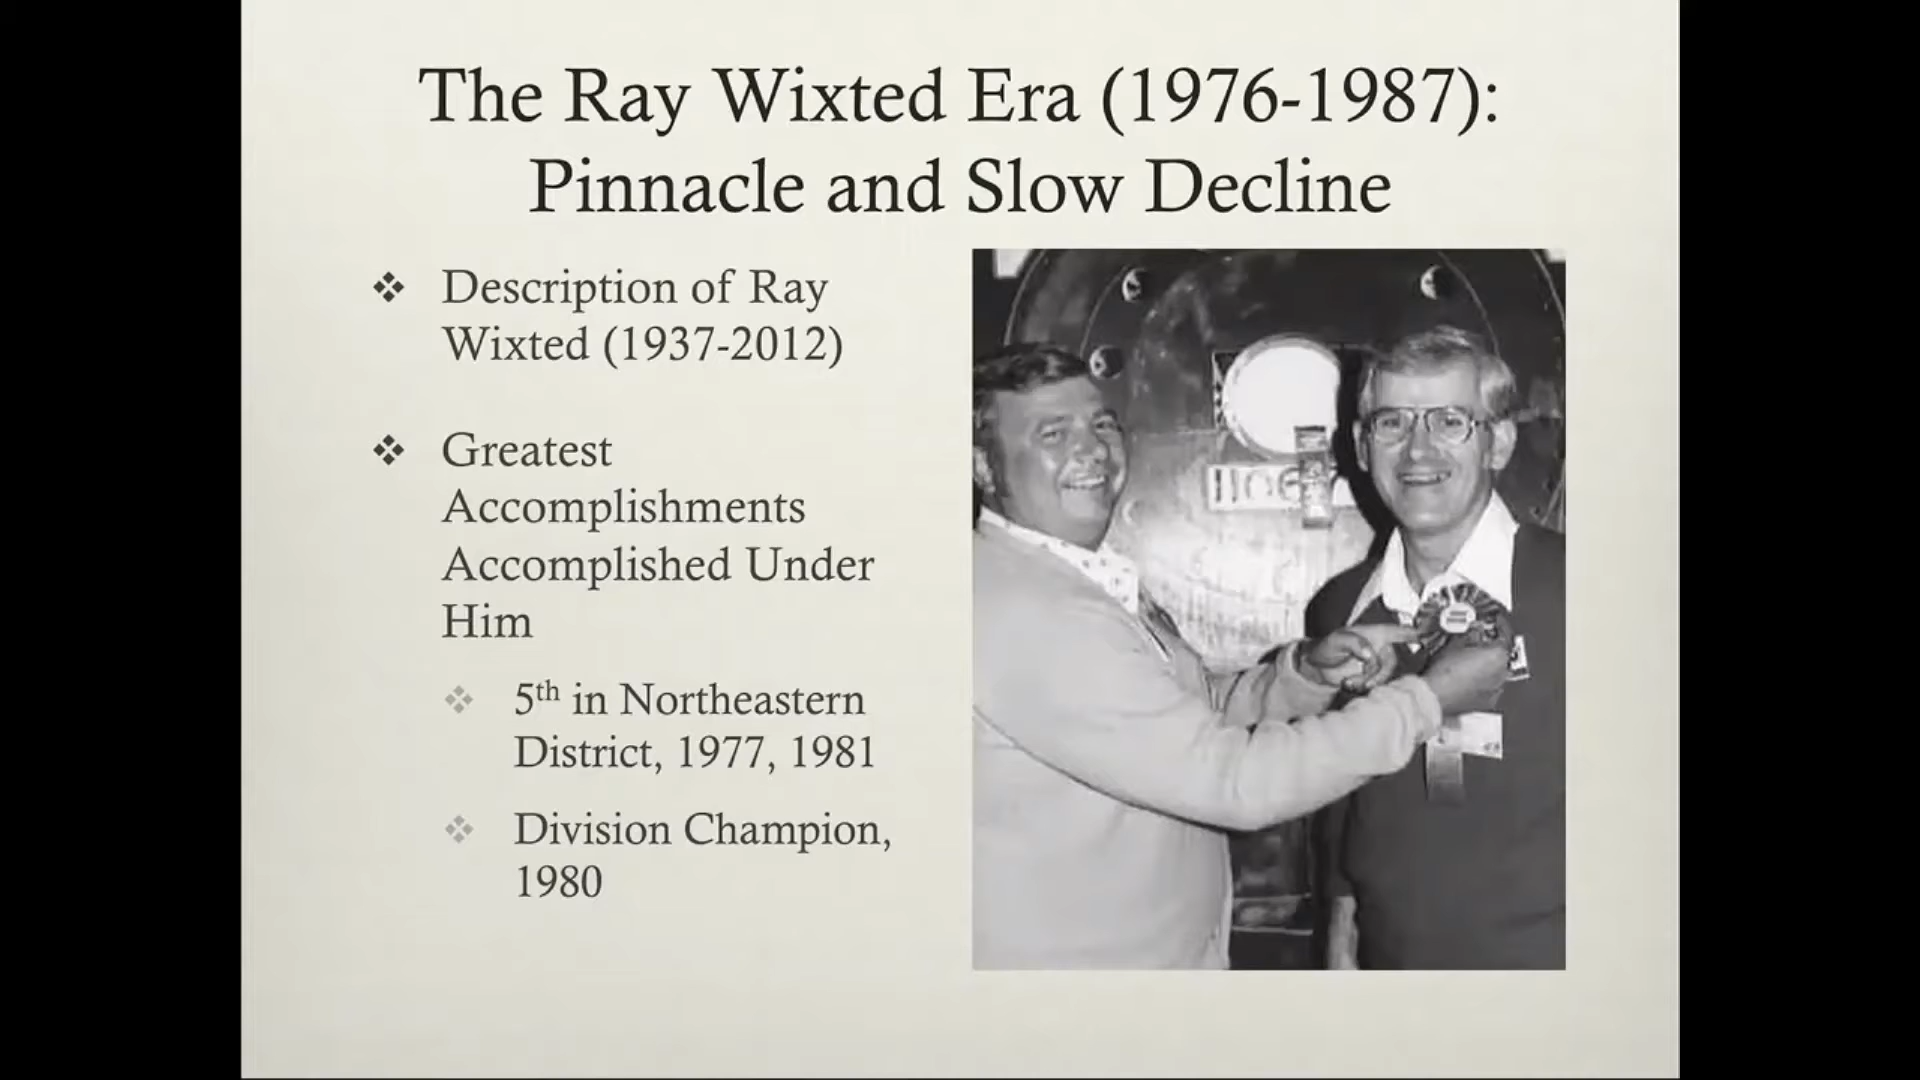 The Ray Wixted Era (1976-1987):
Pinnacle and Slow Decline
Description of Ray
Wixted (1937-2012)
Greatest
Accomplishments
Accomplished Under
Him
5th in Northeastern
District, 1977, 1981
Division Champion,
1980